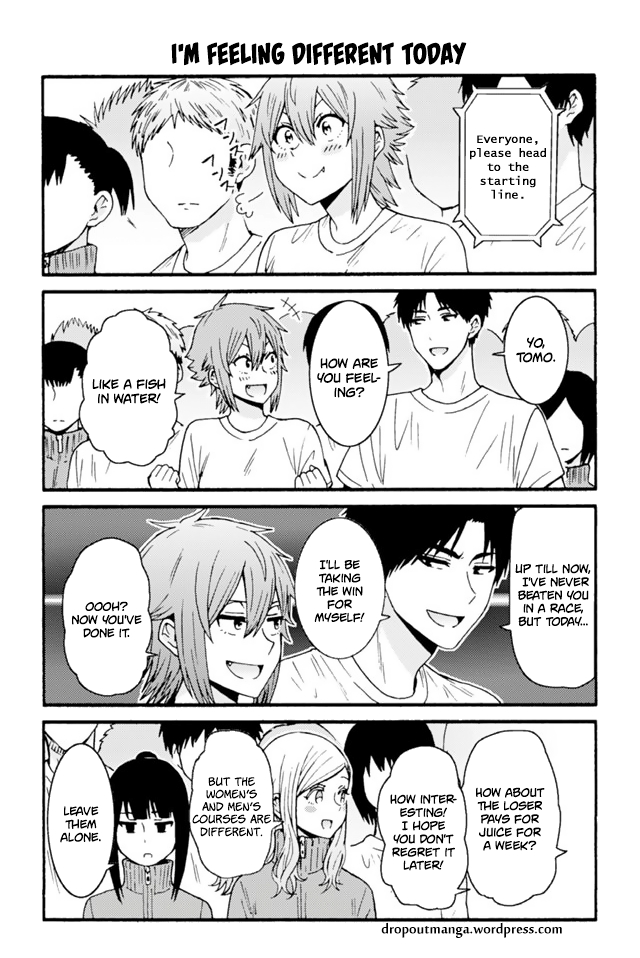 I'M FEELING DIFFERENT TODAY
Everyone,
please head
to the
starting
line.
YO,
TOMO.
HOW ARE
YOU FEEL-
ING?
LIKE A FISH
IN WATER!
UP TILL NOW,
I'VE NEVER
BEATEN YOU
IN A RACE,
BUT TODAY...
I'LL BE
TAKING
THE WIN
FOR
MYSELF!
OOOH?
NOW YOU'VE
DONE IT.
HOW ABOUT
THE LOSER
PAYS FOR
JUICE FOR
A WEEK?
HOW INTER-
ESTING!
I HOPE
YOU DON'T
REGRET IT
LATER!
BUT THE
WOMEN'S
AND MEN'S
COURSES ARE
DIFFERENT.
LEAVE
THEM
ALONE.
dropoutmanga.wordpress.com